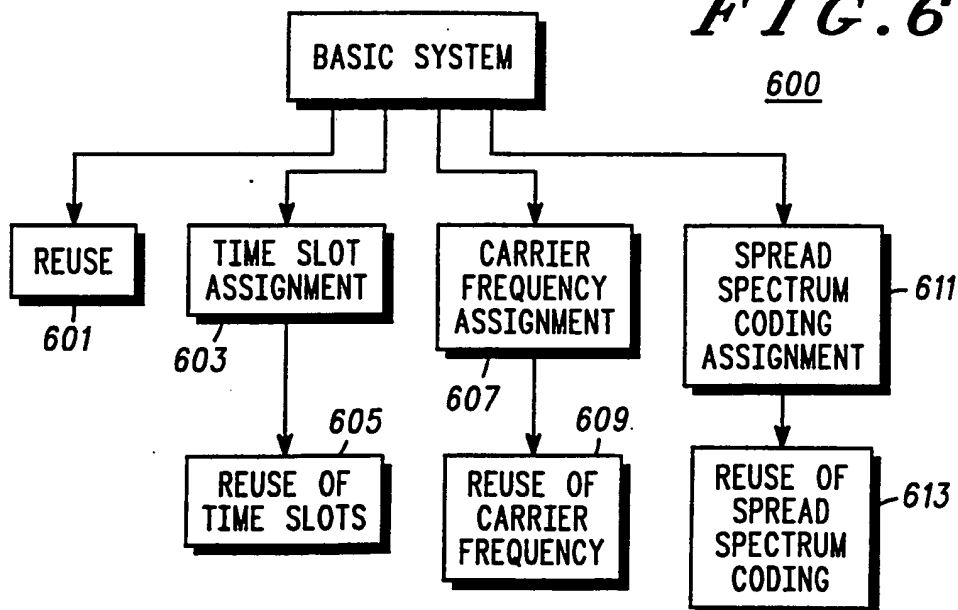 FIG.6
600
BASIC SYSTEM
REUSE
601
TIME SLOT
ASSIGNMENT
603
CARRIER
FREQUENCY
ASSIGNMENT
607
SPREAD
SPECTRUM
CODING
ASSIGNMENT
611
605
REUSE OF
TIME SLOTS
609
REUSE OF
CARRIER
FREQUENCY
REUSE OF
SPREAD
SPECTRUM
CODING
613